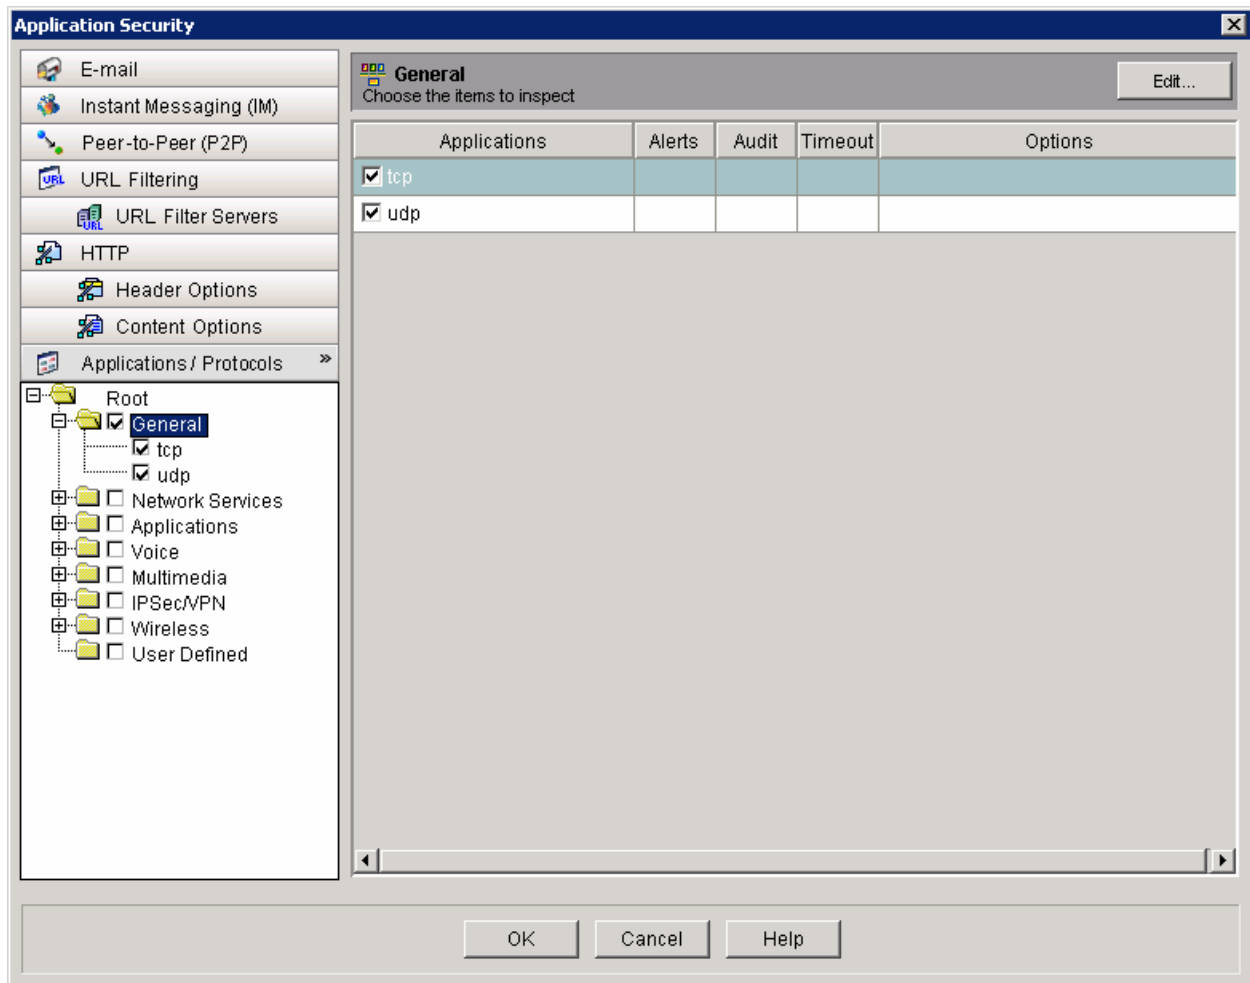 Application Security
E-mail
Instant Messaging (IM)
Peer-to-Peer (P2P)
URL Filtering
URL Filter Servers
HTTP
Header Options
Content Options
Applications / Protocols »
Root
General
tcp
udp
Network Services
Applications
Voice
Multimedia
IPSec/VPN
Wireless
User Defined
General
Choose the items to inspect
Edit...
Applications Alerts Audit Timeout Options
tcp
udp
OK Cancel Help